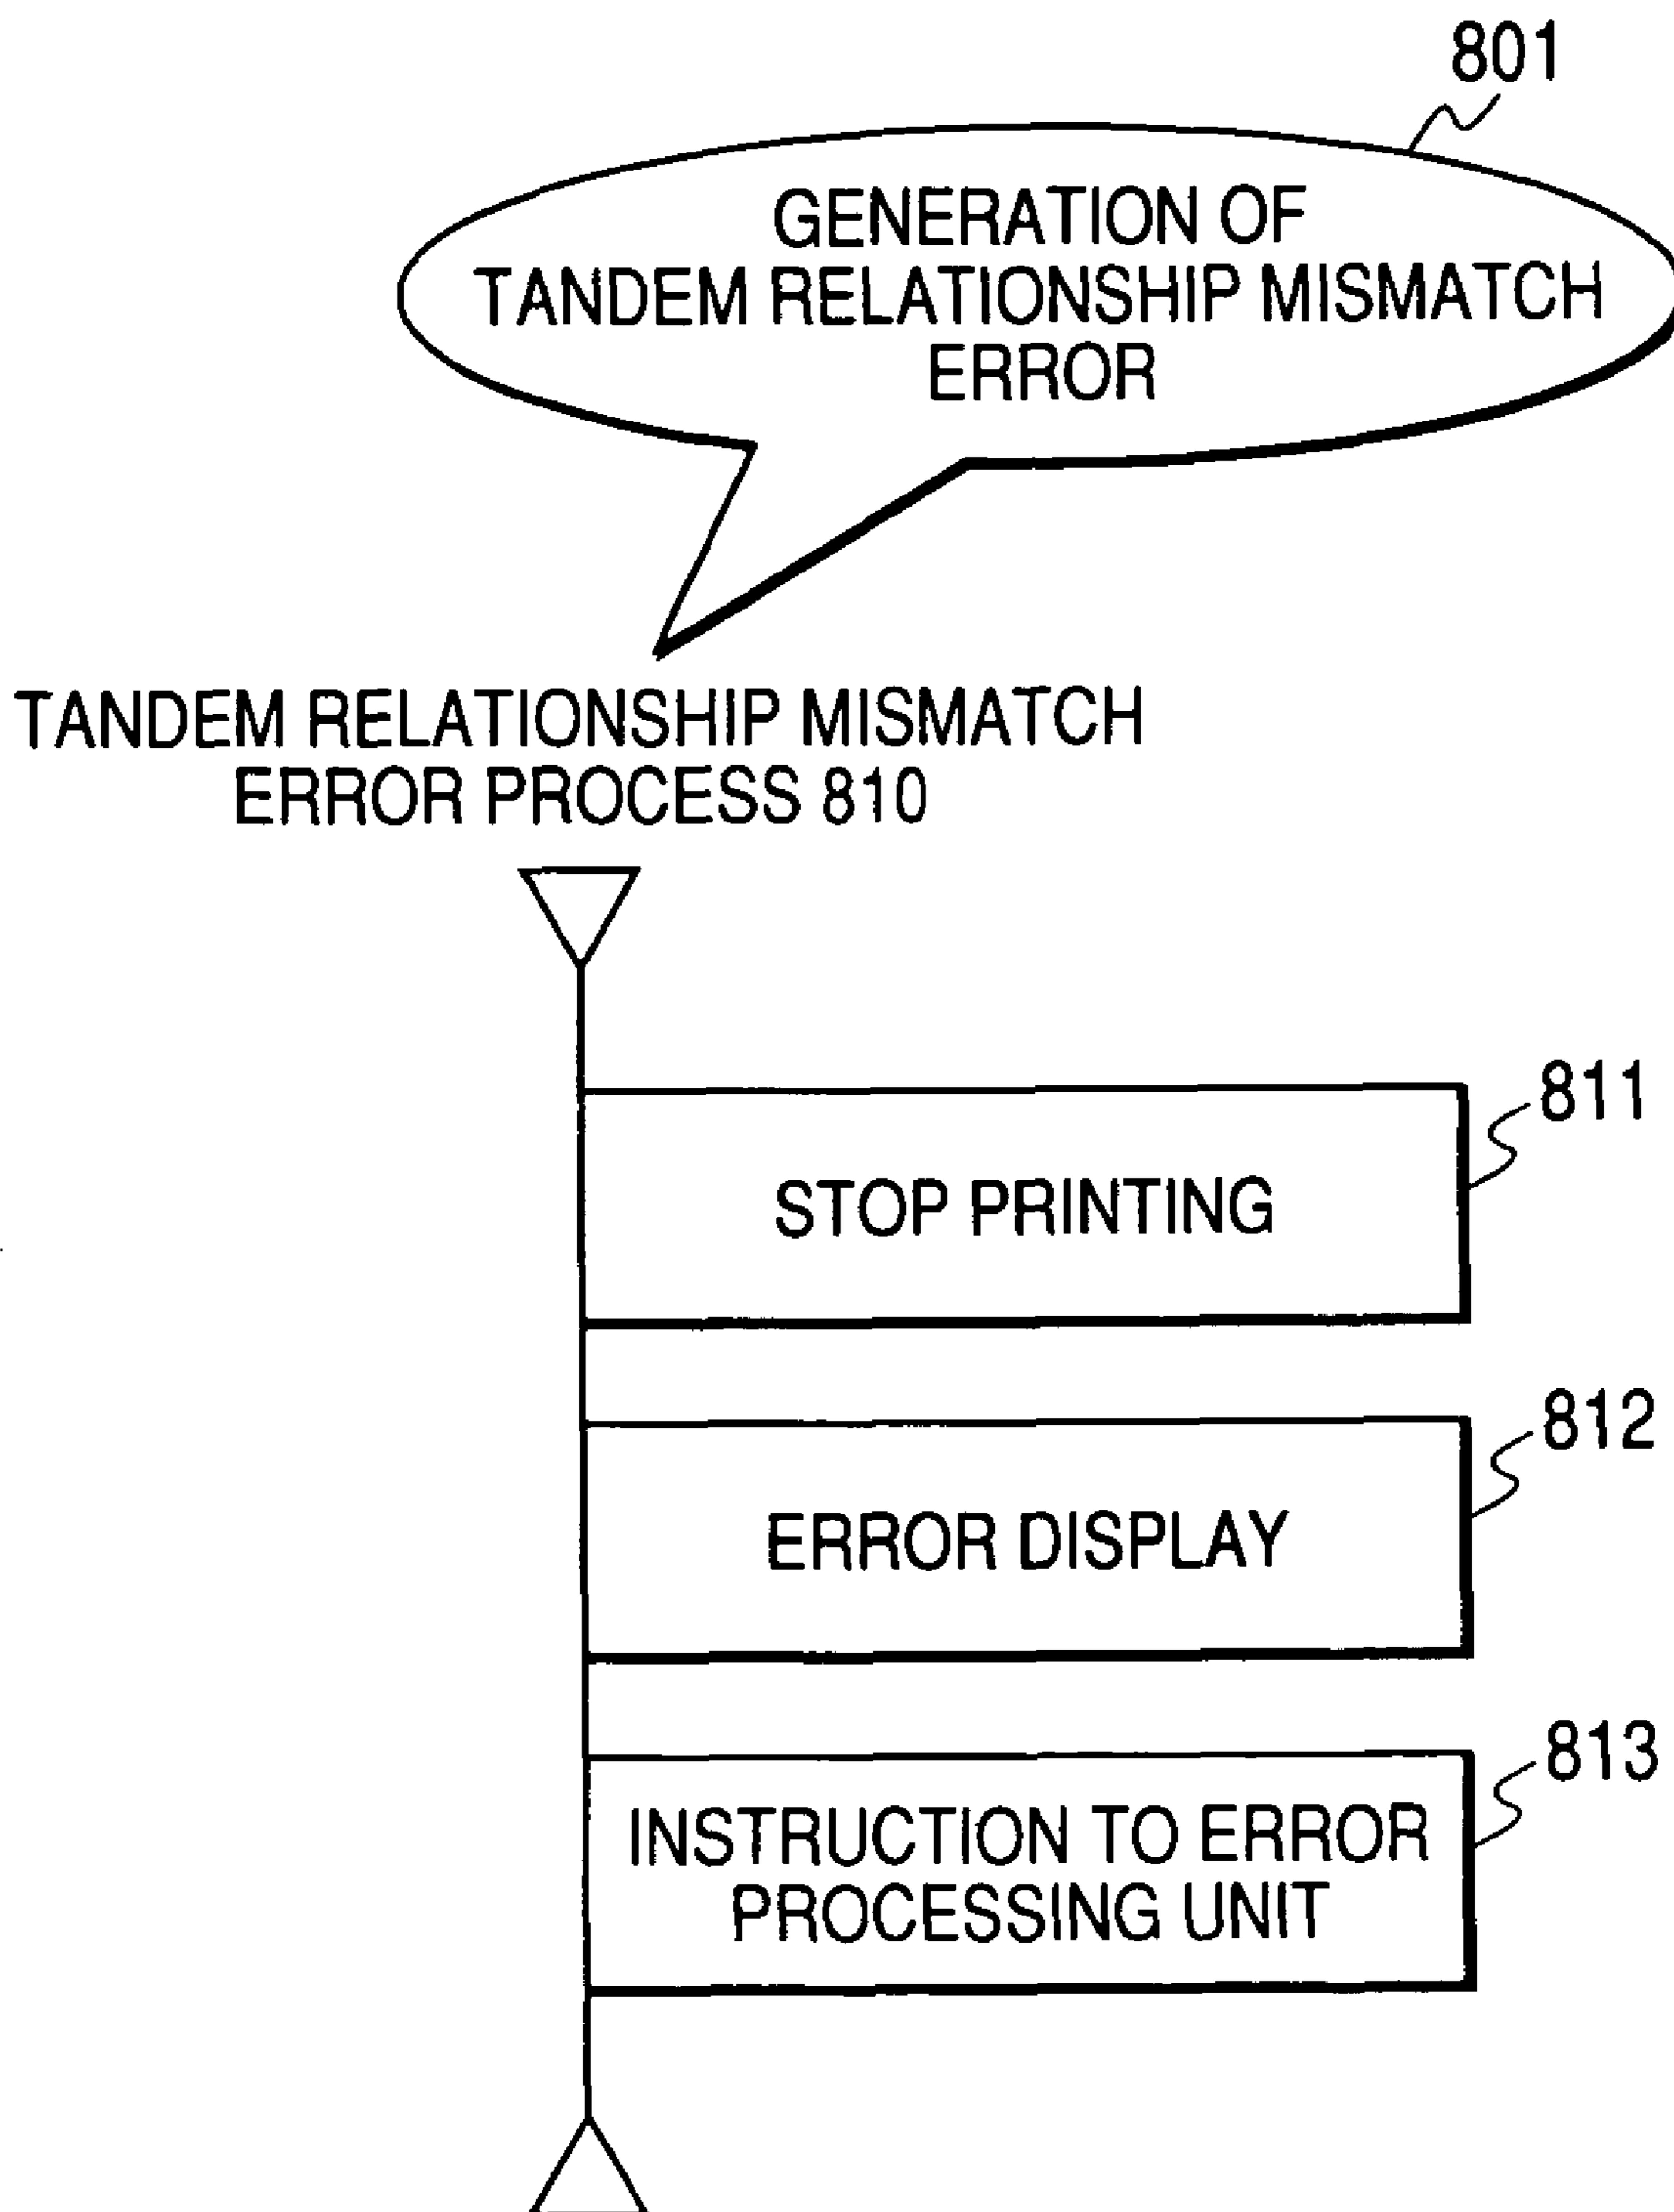 801
GENERATION OF
TANDEM RELATIONSHIP MISMATCH
ERROR
TANDEM RELATIONSHIP MISMATCH
ERROR PROCESS 810
811
STOP PRINTING
812
ERROR DISPLAY
813
INSTRUCTION TO ERROR
PROCESSING UNIT